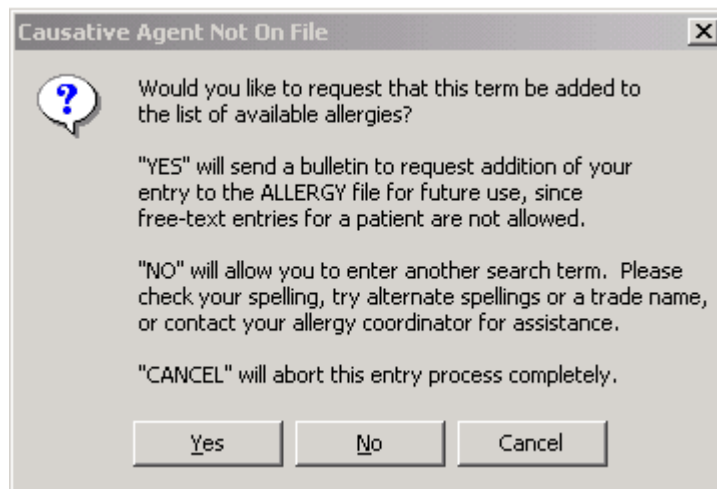 Causative Agent Not On File
Would you like to request that this term be added to
the list of available allergies?
"YES" will send a bulletin to request addition of your
entry to the ALLERGY file for future use, since
free-text entries for a patient are not allowed.
"NO" will allow you to enter another search term.  Please
check your spelling, try alternate spellings or a trade name,
or contact your allergy coordinator for assistance.
"CANCEL" will abort this entry process completely.
Yes No Cancel